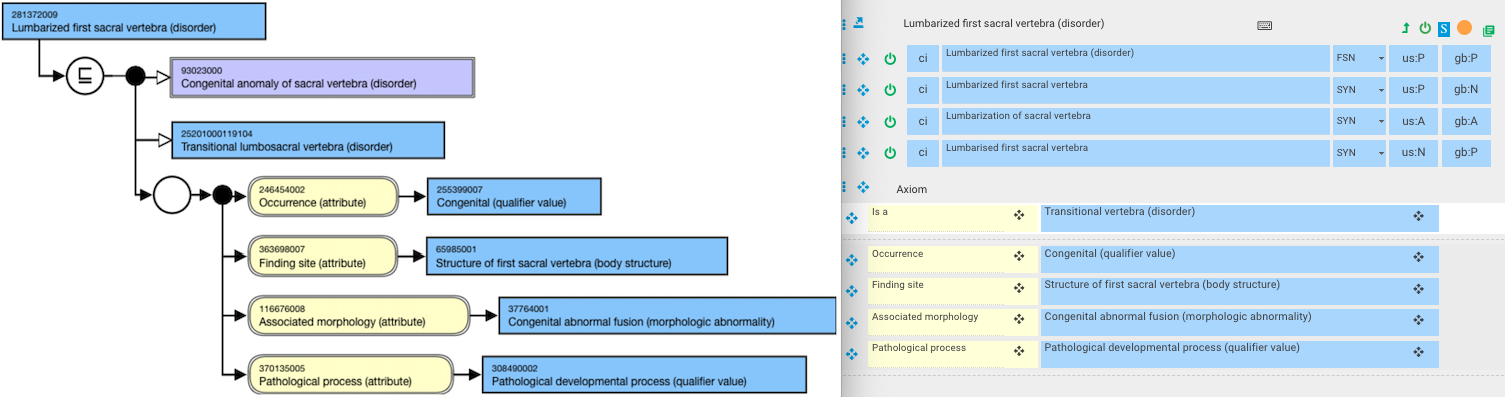 281372009
Lumbarized first sacral vertebra (disorder)
⊑
93023000
Congenital anomaly of sacral vertebra (disorder)
25201000119104
Transitional lumbosacral vertebra (disorder)
246454002
Occurrence (attribute)
255399007
Congenital (qualifier value)
363698007
Finding site (attribute)
65985001
Structure of first sacral vertebra (body structure)
116676008
Associated morphology (attribute)
37764001
Congenital abnormal fusion (morphologic abnormality)
370135005
Pathological process (attribute)
308490002
Pathological developmental process (qualifier value)
Lumbarized first sacral vertebra (disorder) S
ci Lumbarized first sacral vertebra (disorder) FSN us:P gb:P
ci Lumbarized first sacral vertebra SYN us:P gb:N
ci Lumbarization of sacral vertebra SYN us:A gb:A
ci Lumbarised first sacral vertebra SYN us:N gb:P
Axiom
Is a Transitional vertebra (disorder)
Occurrence Congenital (qualifier value)
Finding site Structure of first sacral vertebra (body structure)
Associated morphology Congenital abnormal fusion (morphologic abnormality)
Pathological process Pathological developmental process (qualifier value)